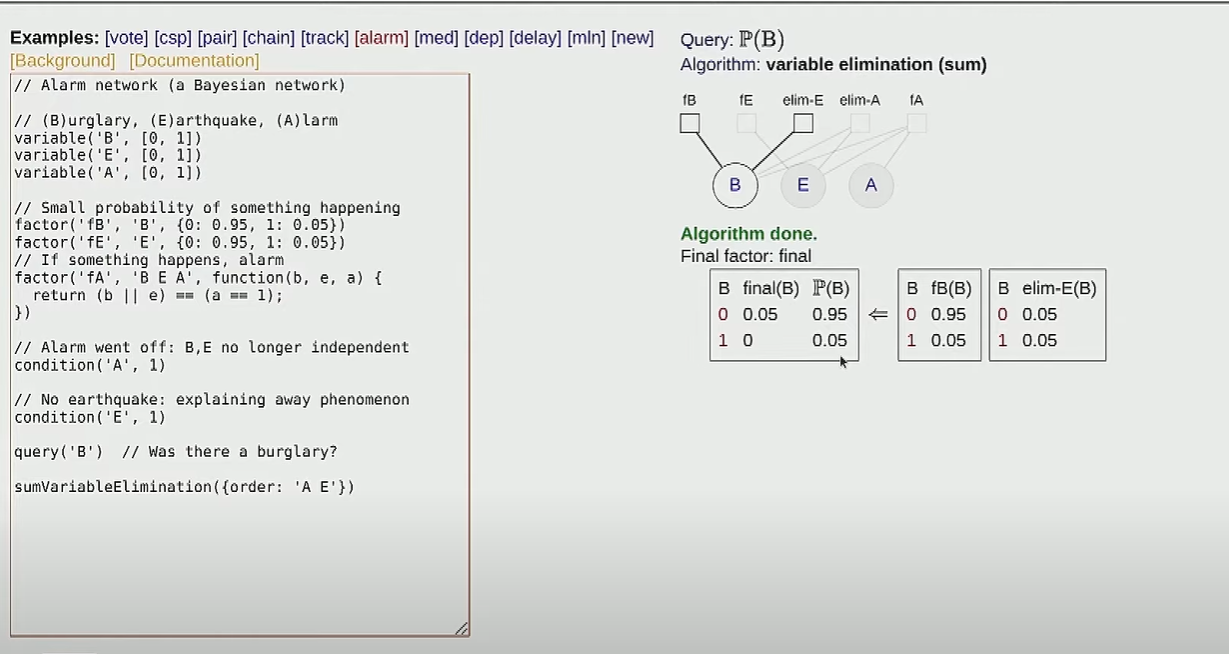 Examples: [vote] [csp] [pair] [chain] [track] [alarm] [med] [dep] [delay] [mln] [new]
[Background] [Documentation]
// Alarm network (a Bayesian network)
// (B)urglary, (E)arthquake, (A)larm
variable('B', [0, 1])
variable('E', [0, 1])
variable('A', [0, 1])
// Small probability of something happening
factor('fB', 'B', {0: 0.95, 1: 0.05})
factor('fE', 'E', {0: 0.95, 1: 0.05})
// If something happens, alarm
factor('fA', 'B E A', function(b, e, a) {
  return (b || e) == (a == 1);
})
// Alarm went off: B,E no longer independent
condition('A', 1)
// No earthquake: explaining away phenomenon
condition('E', 1)
query('B')  // Was there a burglary?
sumVariableElimination({order: 'A E'})
Query: ℙ(B)
Algorithm: variable elimination (sum)
fB fE elim-E elim-A fA
B E A
Algorithm done.
Final factor: final
B final(B) ℙ(B) ⇐ B fB(B) B elim-E(B)
0 0.05 0.95 0 0.95 0 0.05
1 0 0.05 1 0.05 1 0.05